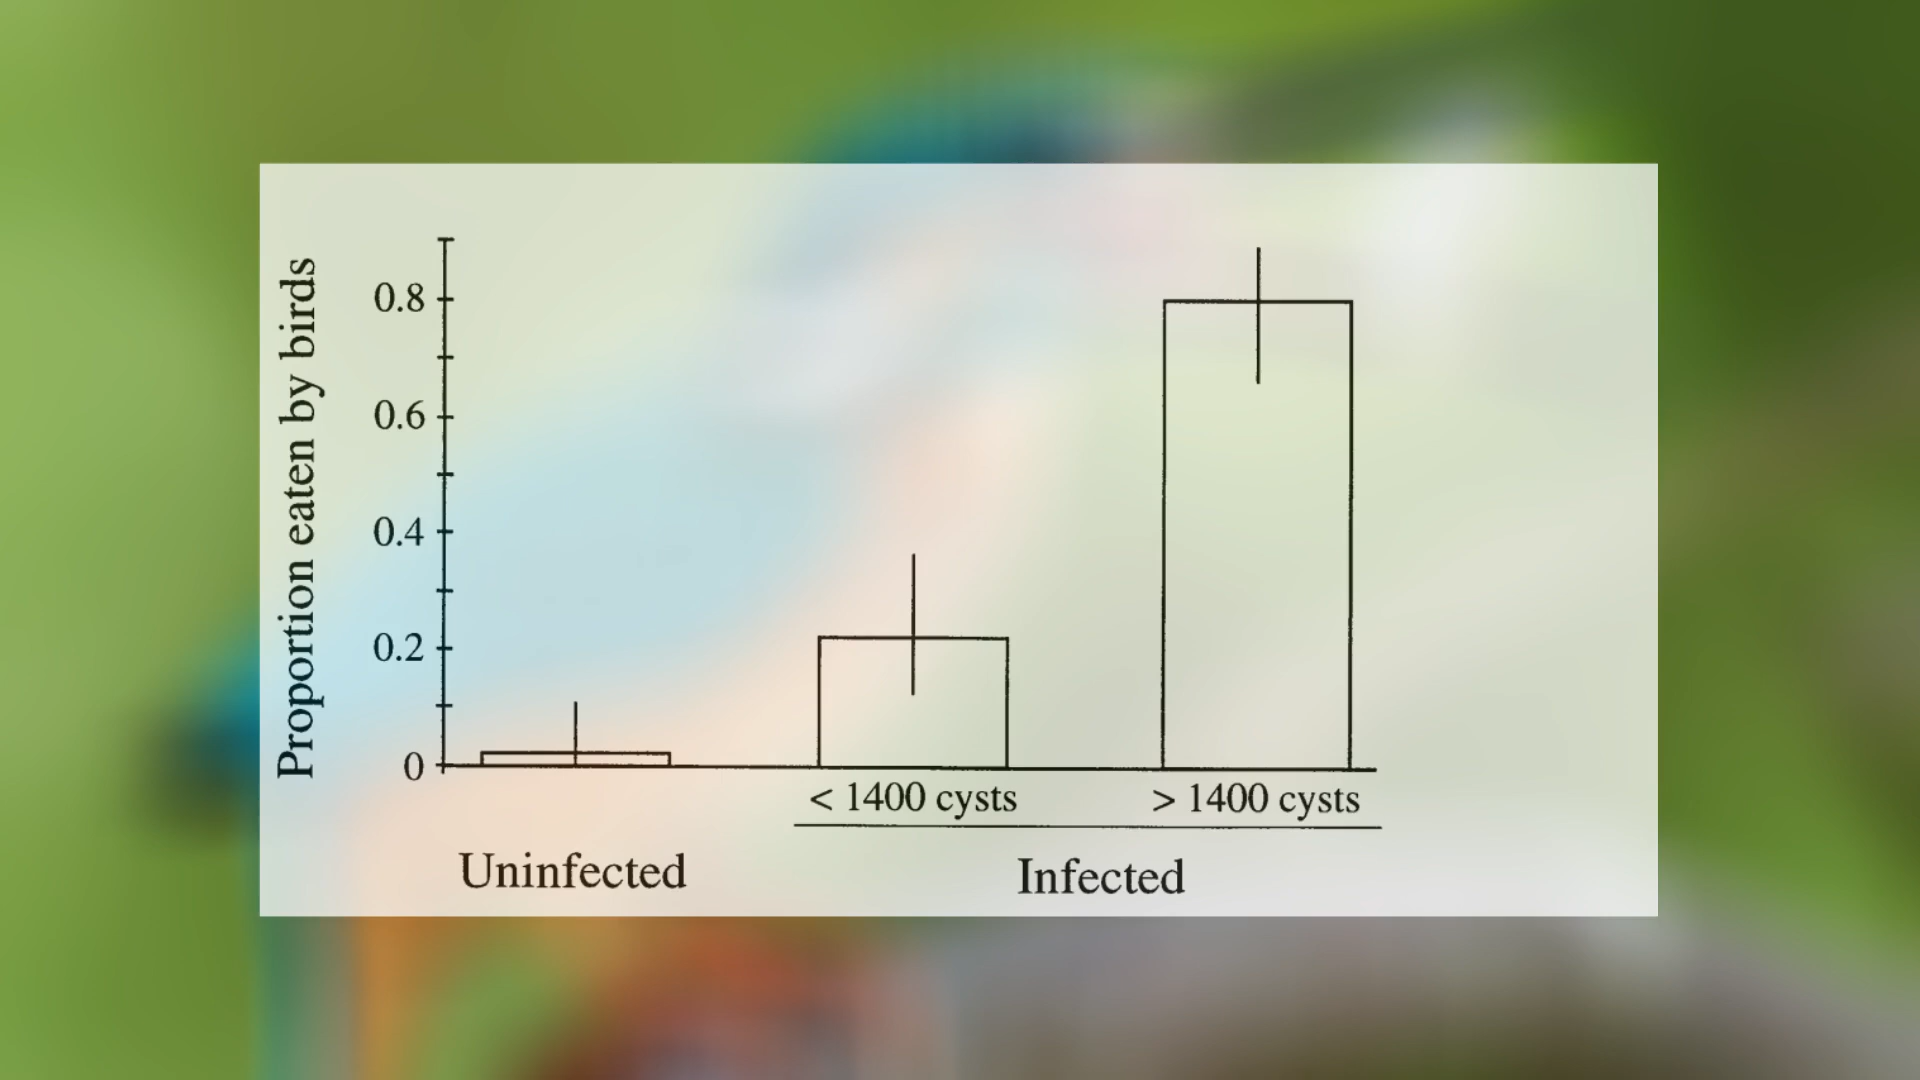 Proportion eaten by birds
0.8
0.6
0.4
0.2
0
< 1400 cysts
> 1400 cysts
Uninfected
Infected